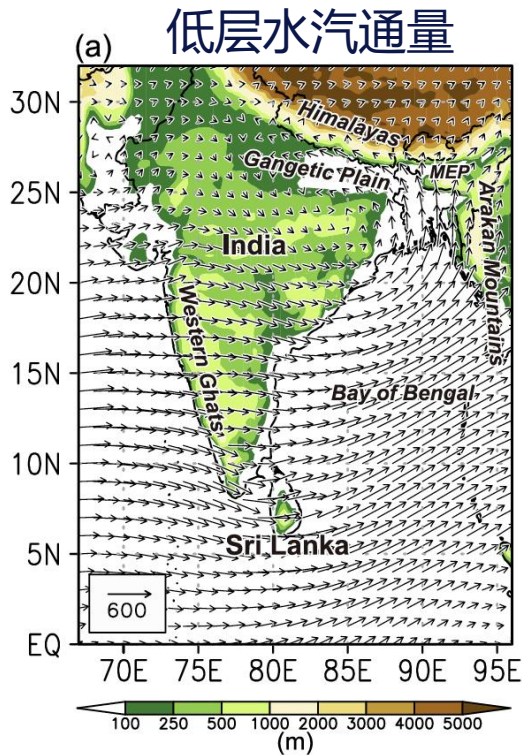 低层水汽通量
(a)
30N
25N
20N
15N
10N
5N
EQ
Himalayas
Gangetic Plain
MEP
Arakan Mountains
India
Western Ghats
Bay of Bengal
Sri Lanka
600
70E 75E 80E 85E 90E 95E
100 250 500 1000 2000 3000 4000 5000
(m)